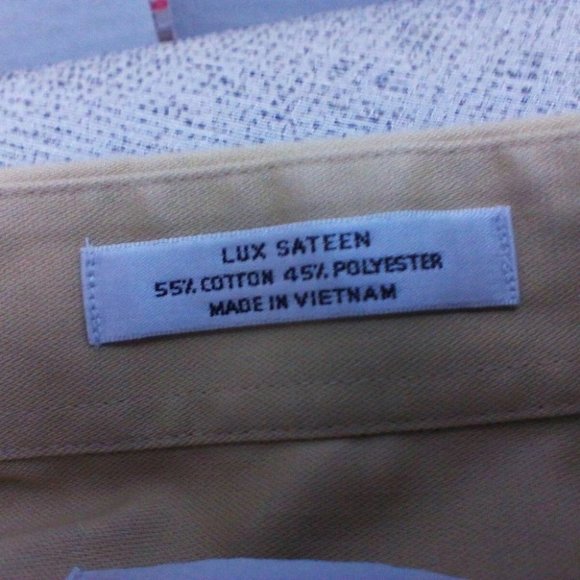 LUX SATEEN
55% COTTON 45% POLYESTER
MADE IN VIETNAM